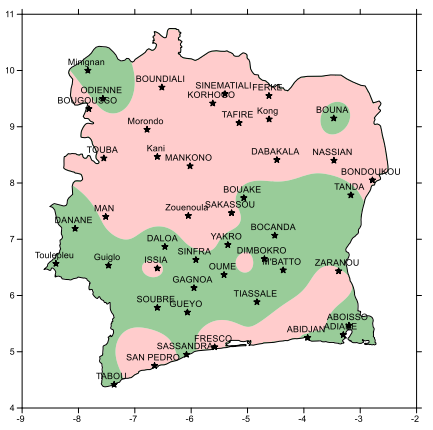 11
10
9
8
7
6
5
4
-9 -8 -7 -6 -5 -4 -3 -2
Minignan
ODIENNE
BOUGOUSSO
BOUNDIALI
SINEMATIALI
FERKE
KORHOGO
BOUNA
TAFIRE
Kong
Morondo
TOUBA
Kani
MANKONO
DABAKALA
NASSIAN
BONDOUKOU
TANDA
BOUAKE
MAN
Zouenoula
SAKASSOU
DANANE
BOCANDA
DALOA
YAKRO
Toulepleu
Guiglo
ISSIA
SINFRA
DIMBOKRO
M'BATTO
ZARANOU
OUME
GAGNOA
SOUBRE
GUEYO
TIASSALE
ABOISSO
ADIAKE
ABIDJAN
FRESCO
SASSANDRA
SAN PEDRO
TABOU